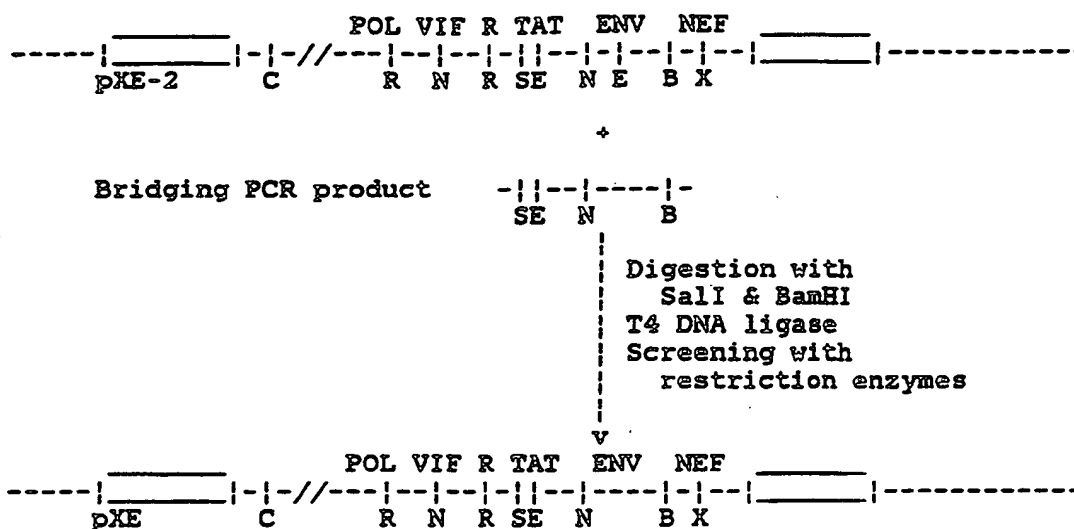 POL VIF R TAT ENV NEF
-----¦ ¦-¦-//---¦--¦--¦-¦¦--¦-¦--¦-¦--¦ ¦----------
pXE-2 C R N R SE N E B X
+
Bridging PCR product -¦¦--¦----¦-
SE N B
Digestion with
SalI & BamHI
T4 DNA ligase
Screening with
restriction enzymes
v
POL VIF R TAT ENV NEF
-----¦ ¦-¦-//---¦--¦--¦-¦¦--¦----¦-¦--¦ ¦----------
pXE C R N R SE N B X